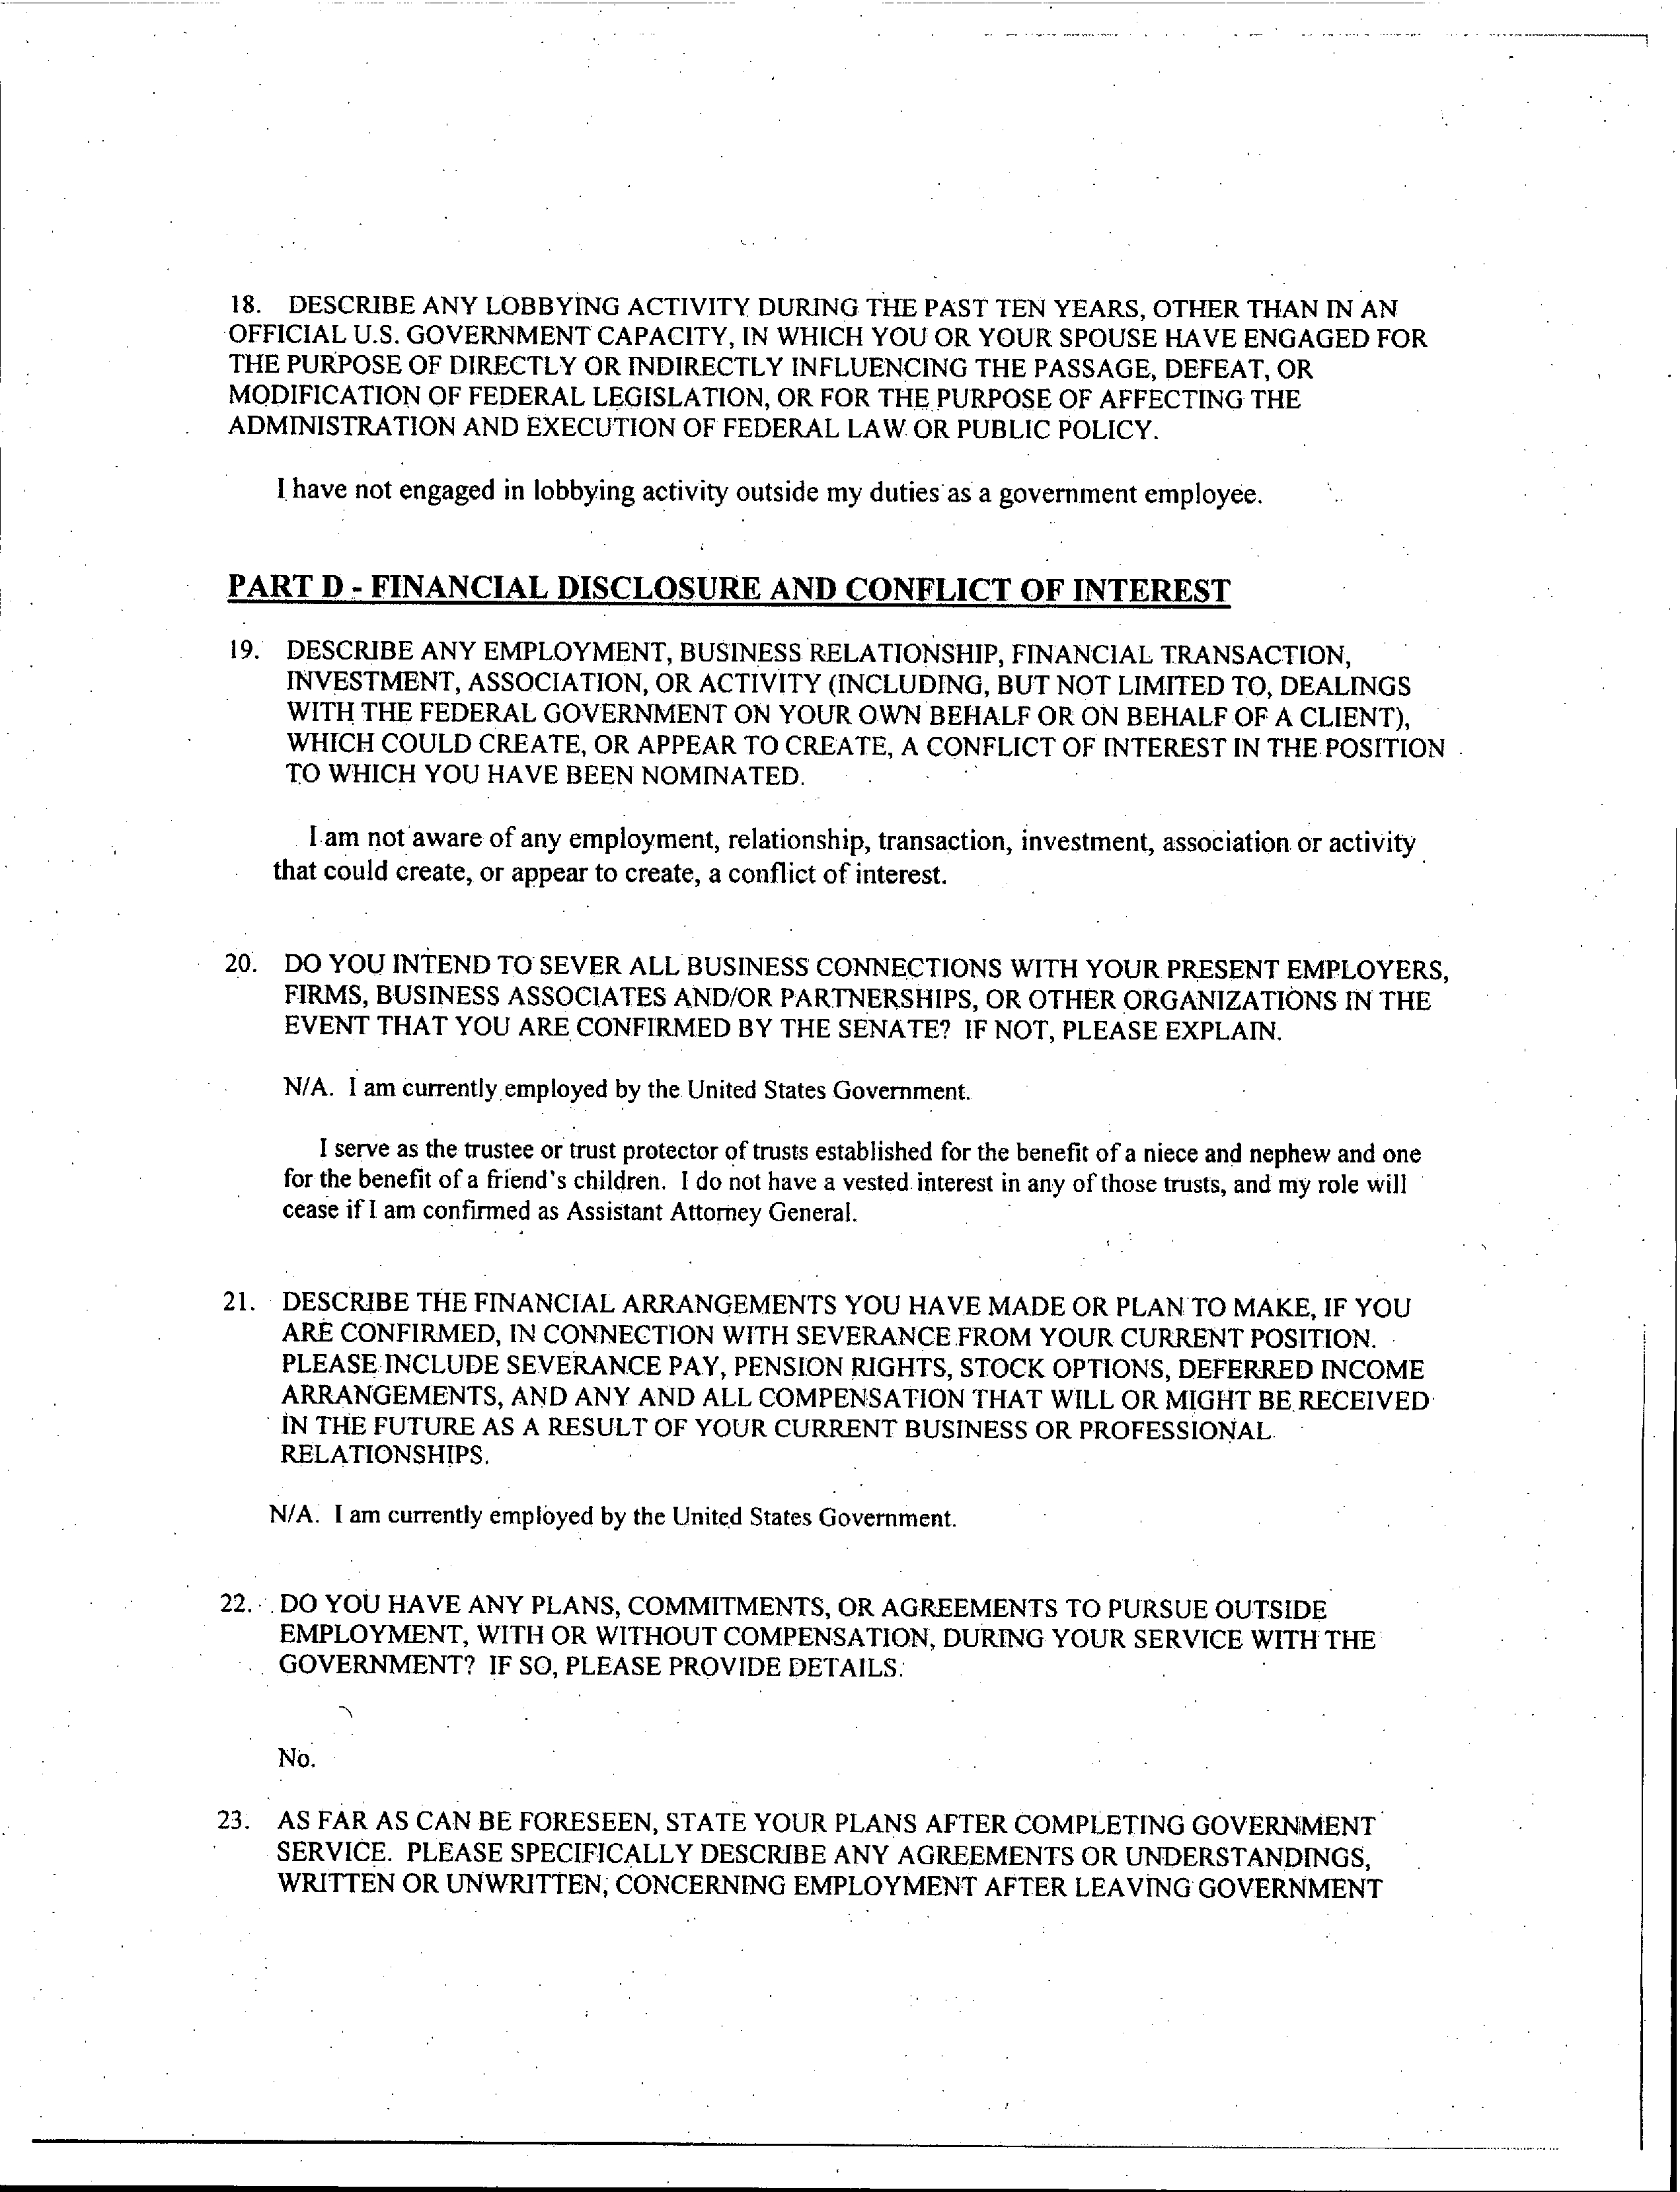 18. DESCRIBE ANY LOBBYING ACTIVITY DURING THE PAST TEN YEARS, OTHER THAN IN AN
OFFICIAL U.S. GOVERNMENT CAPACITY, IN WHICH YOU OR YOUR SPOUSE HAVE ENGAGED FOR
THE PURPOSE OF DIRECTLY OR INDIRECTLY INFLUENCING THE PASSAGE, DEFEAT, OR
MODIFICATION OF FEDERAL LEGISLATION, OR FOR THE PURPOSE OF AFFECTING THE
ADMINISTRATION AND EXECUTION OF FEDERAL LAW OR PUBLIC POLICY.
I have not engaged in lobbying activity outside my duties as a government employee.
PART D - FINANCIAL DISCLOSURE AND CONFLICT OF INTEREST
19. DESCRIBE ANY EMPLOYMENT, BUSINESS RELATIONSHIP, FINANCIAL TRANSACTION,
INVESTMENT, ASSOCIATION, OR ACTIVITY (INCLUDING, BUT NOT LIMITED TO, DEALINGS
WITH THE FEDERAL GOVERNMENT ON YOUR OWN BEHALF OR ON BEHALF OF A CLIENT),
WHICH COULD CREATE, OR APPEAR TO CREATE, A CONFLICT OF INTEREST IN THE POSITION
TO WHICH YOU HAVE BEEN NOMINATED.
I am not aware of any employment, relationship, transaction, investment, association or activity
that could create, or appear to create, a conflict of interest.
20. DO YOU INTEND TO SEVER ALL BUSINESS CONNECTIONS WITH YOUR PRESENT EMPLOYERS,
FIRMS, BUSINESS ASSOCIATES AND/OR PARTNERSHIPS, OR OTHER ORGANIZATIONS IN THE
EVENT THAT YOU ARE CONFIRMED BY THE SENATE? IF NOT, PLEASE EXPLAIN.
N/A. I am currently employed by the United States Government.
I serve as the trustee or trust protector of trusts established for the benefit of a niece and nephew and one
for the benefit of a friend's children. I do not have a vested interest in any of those trusts, and my role will
cease if I am confirmed as Assistant Attorney General.
21. DESCRIBE THE FINANCIAL ARRANGEMENTS YOU HAVE MADE OR PLAN TO MAKE, IF YOU
ARE CONFIRMED, IN CONNECTION WITH SEVERANCE FROM YOUR CURRENT POSITION.
PLEASE INCLUDE SEVERANCE PAY, PENSION RIGHTS, STOCK OPTIONS, DEFERRED INCOME
ARRANGEMENTS, AND ANY AND ALL COMPENSATION THAT WILL OR MIGHT BE RECEIVED
IN THE FUTURE AS A RESULT OF YOUR CURRENT BUSINESS OR PROFESSIONAL
RELATIONSHIPS.
N/A. I am currently employed by the United States Government.
22. DO YOU HAVE ANY PLANS, COMMITMENTS, OR AGREEMENTS TO PURSUE OUTSIDE
EMPLOYMENT, WITH OR WITHOUT COMPENSATION, DURING YOUR SERVICE WITH THE
GOVERNMENT? IF SO, PLEASE PROVIDE DETAILS.
No.
23. AS FAR AS CAN BE FORESEEN, STATE YOUR PLANS AFTER COMPLETING GOVERNMENT
SERVICE. PLEASE SPECIFICALLY DESCRIBE ANY AGREEMENTS OR UNDERSTANDINGS,
WRITTEN OR UNWRITTEN, CONCERNING EMPLOYMENT AFTER LEAVING GOVERNMENT